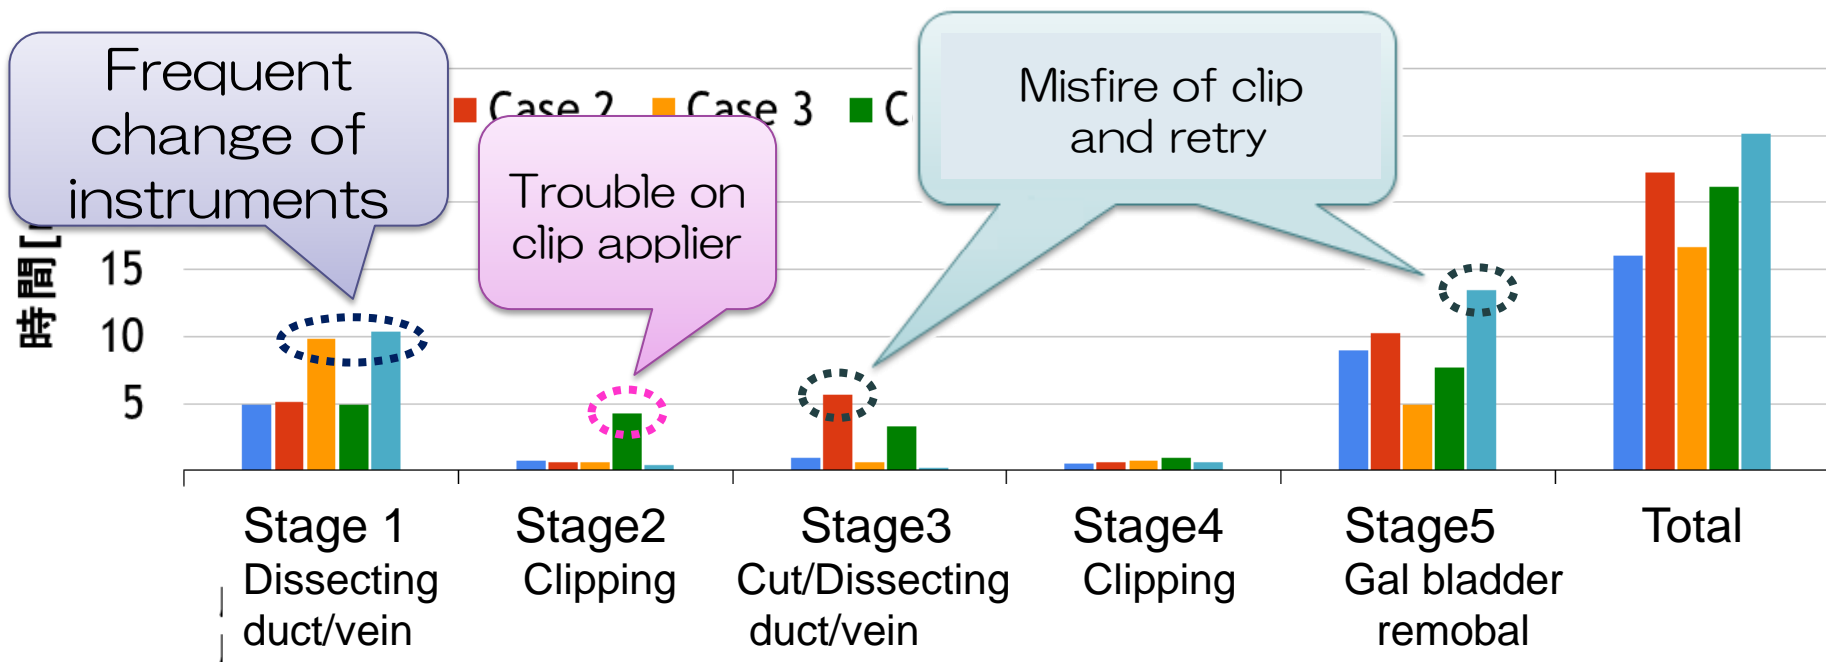 Frequent
change of
instruments
Case 2
Case 3
C
Misfire of clip
and retry
Trouble on
clip applier
時間[
15
10
5
Stage 1
Dissecting
duct/vein
Stage2
Clipping
Stage3
Cut/Dissecting
duct/vein
Stage4
Clipping
Stage5
Gal bladder
remobal
Total